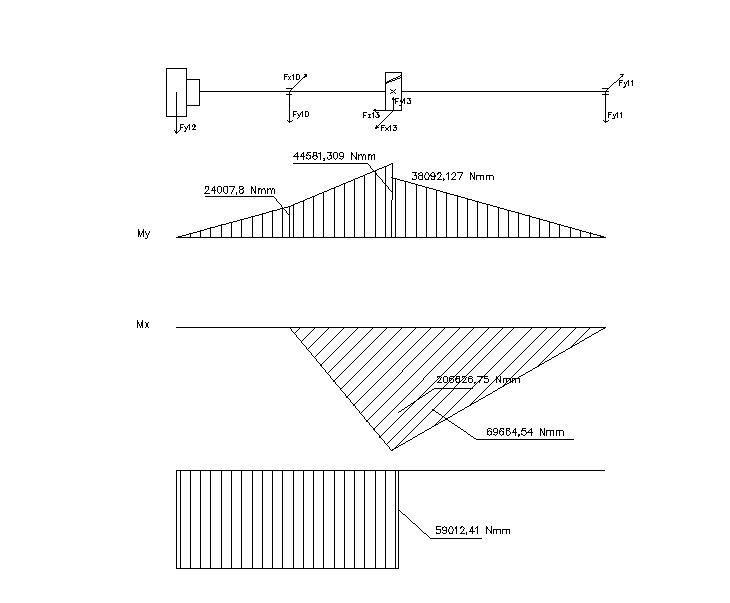 Fx10
Fy11
Fy13
Fx13
Fy10
Fy11
Fy12
Fx13
44581,309 Nmm
38092,127 Nmm
24007,8 Nmm
My
Mx
206826,75 Nmm
69664,54 Nmm
59012,41 Nmm